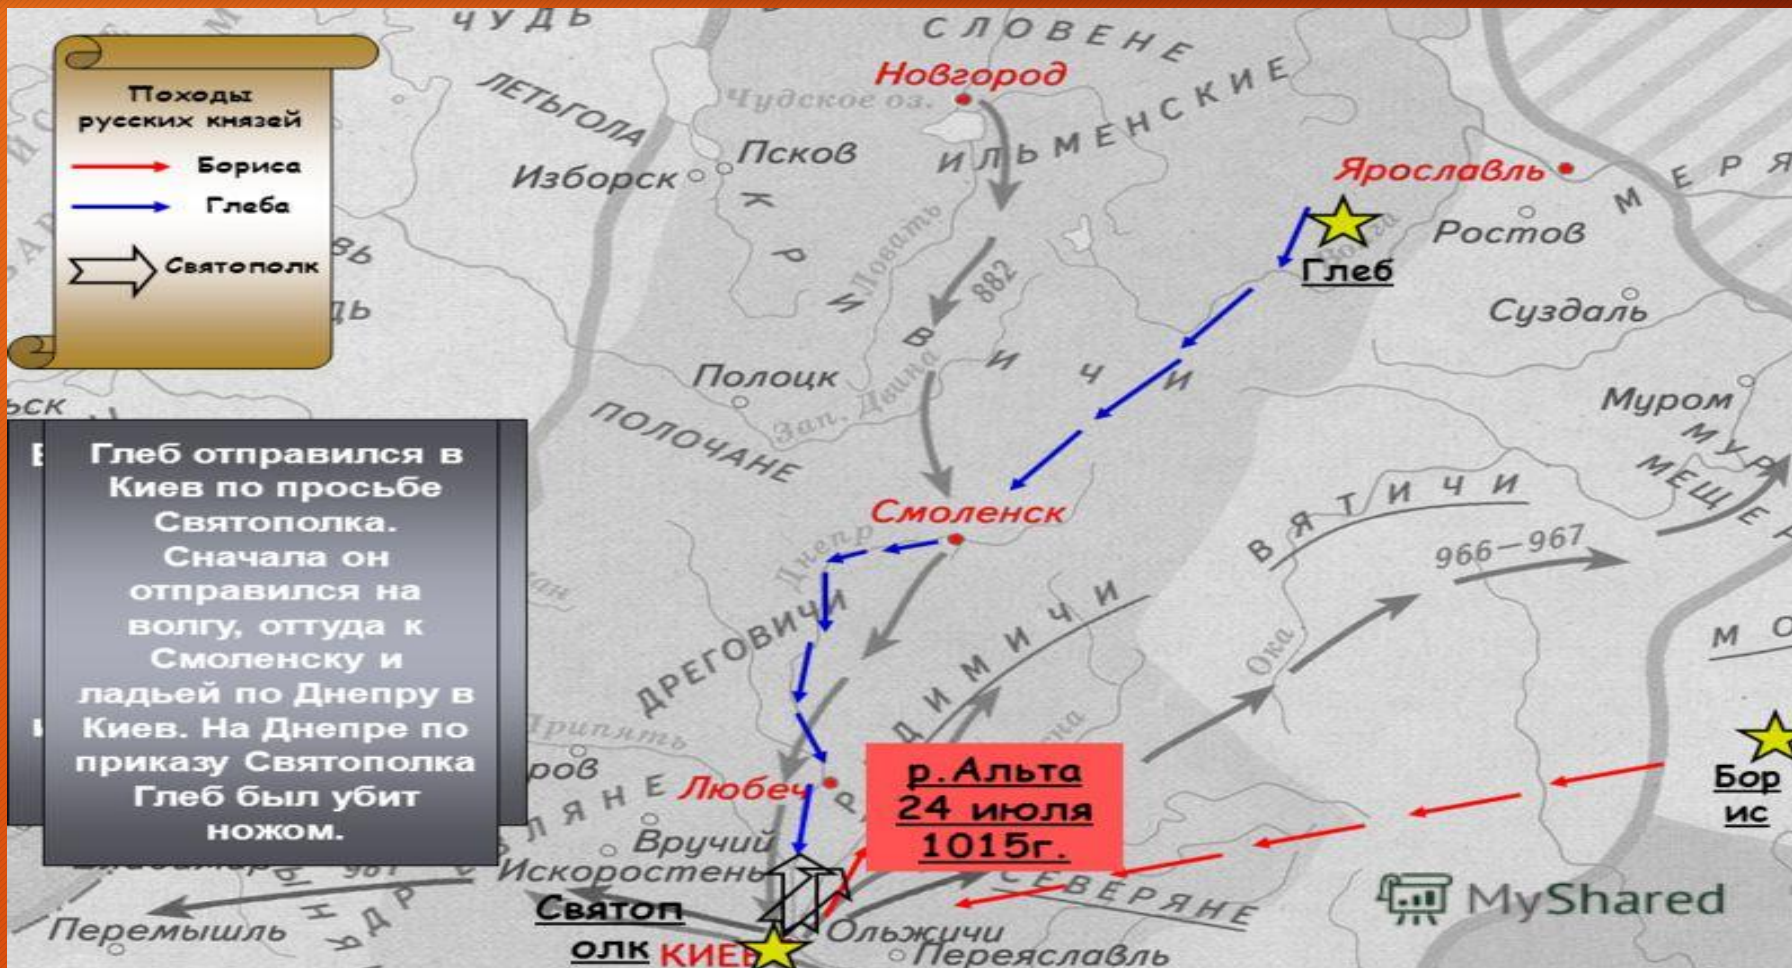 Походы
русских князей
Бориса
Глеба
Святополк
Глеб отправился в
Киев по просьбе
Святополка.
Сначала он
отправился на
волгу, оттуда к
Смоленску и
ладьей по Днепру в
Киев. На Днепре по
приказу Святополка
Глеб был убит
ножом.
ЧУДЬ
СЛОВЕНЕ
ИЛЬМЕНСКИЕ
ЛЕТЬГОЛА
Новгород
Чудское оз.
Псков
Изборск
Ярославль
МЕРЯ
Ростов
Глеб
Суздаль
Ловать
882
КРИВИЧИ
Полоцк
Зап. Двина
ПОЛОЧАНЕ
Муром
МЕЩЕР
Смоленск
Днепр
ВЯТИЧИ
966–967
ДРЕГОВИЧИ
Ока
Припять
Любеч
р.Альта
24 июля
1015г.
Бор
ис
Вручий
Искоростень
СЕВЕРЯНЕ
Перемышль
Святоп
олк
КИЕВ
Ольжичи
Переяславль
MyShared